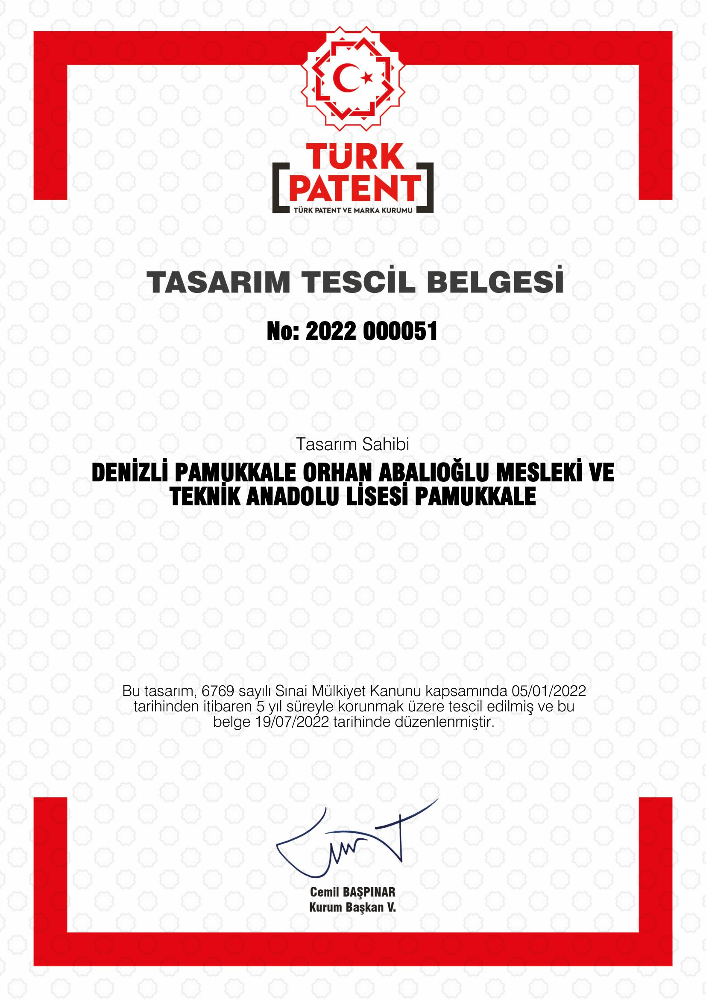 TÜRK
PATENT
TÜRK PATENT VE MARKA KURUMU
TASARIM TESCİL BELGESİ
No: 2022 000051
Tasarım Sahibi
DENİZLİ PAMUKKALE ORHAN ABALIOĞLU MESLEKİ VE
TEKNİK ANADOLU LİSESİ PAMUKKALE
Bu tasarım, 6769 sayılı Sınai Mülkiyet Kanunu kapsamında 05/01/2022
tarihinden itibaren 5 yıl süreyle korunmak üzere tescil edilmiş ve bu
belge 19/07/2022 tarihinde düzenlenmiştir.
Cemil BAŞPINAR
Kurum Başkan V.